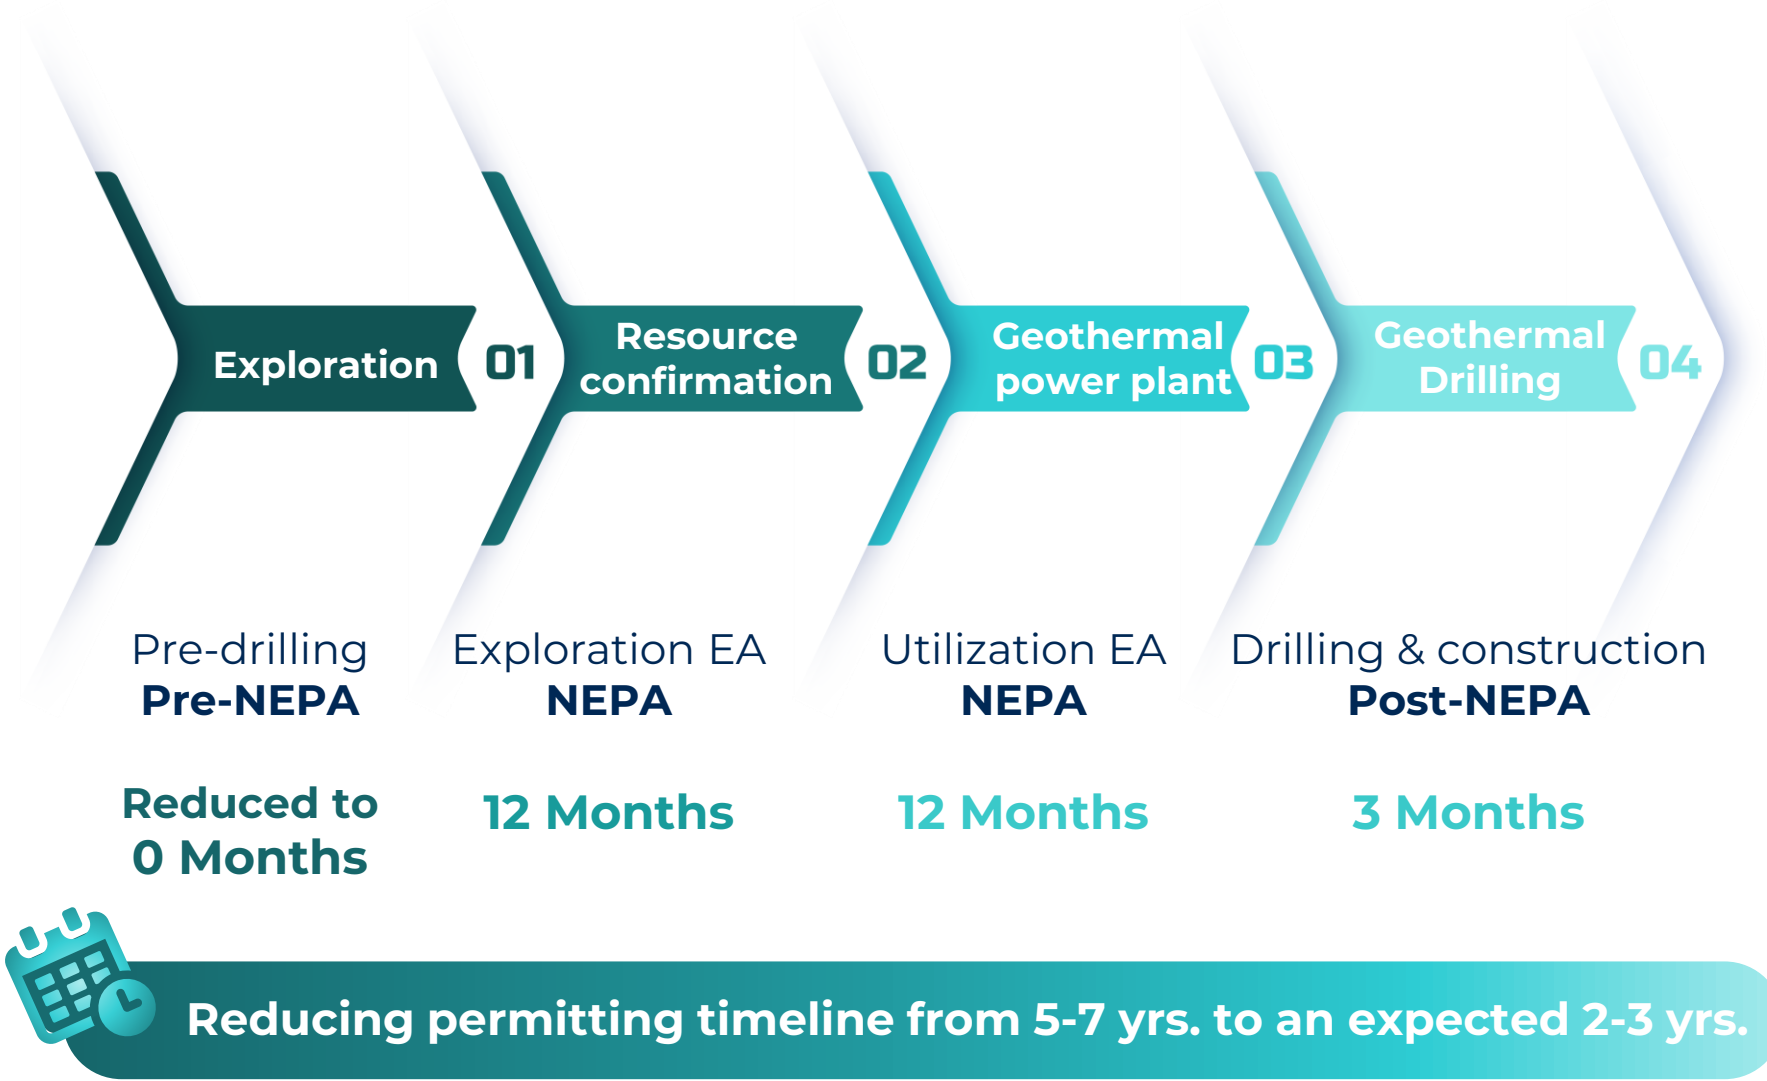 Exploration
01
Resource
confirmation
02
Geothermal
power plant
03
Geothermal
Drilling
04
Pre-drilling
Pre-NEPA
Exploration EA
NEPA
Utilization EA
NEPA
Drilling & construction
Post-NEPA
Reduced to
0 Months
12 Months
12 Months
3 Months
Reducing permitting timeline from 5-7 yrs. to an expected 2-3 yrs.